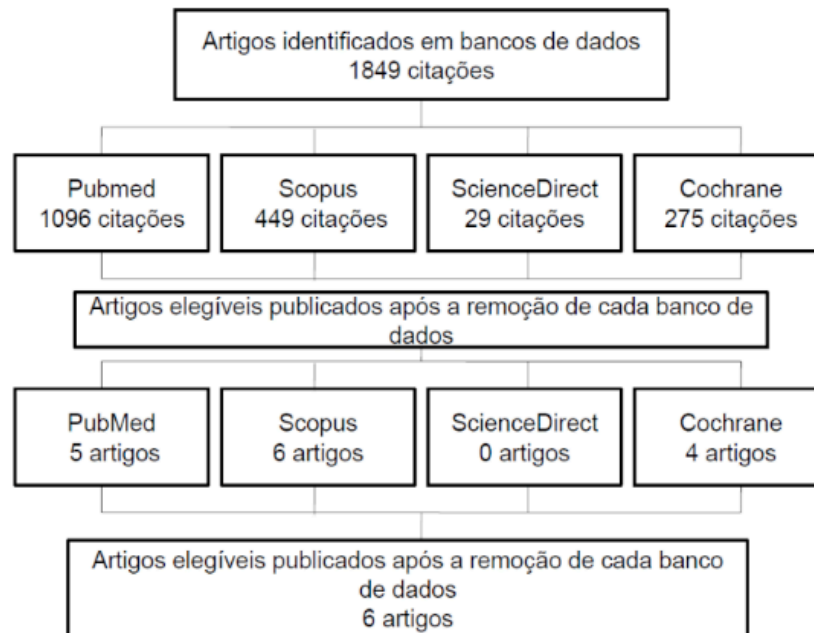 Artigos identificados em bancos de dados
1849 citações
Pubmed
1096 citações
Scopus
449 citações
ScienceDirect
29 citações
Cochrane
275 citações
Artigos elegíveis publicados após a remoção de cada banco de
dados
PubMed
5 artigos
Scopus
6 artigos
ScienceDirect
0 artigos
Cochrane
4 artigos
Artigos elegíveis publicados após a remoção de cada banco
de dados
6 artigos